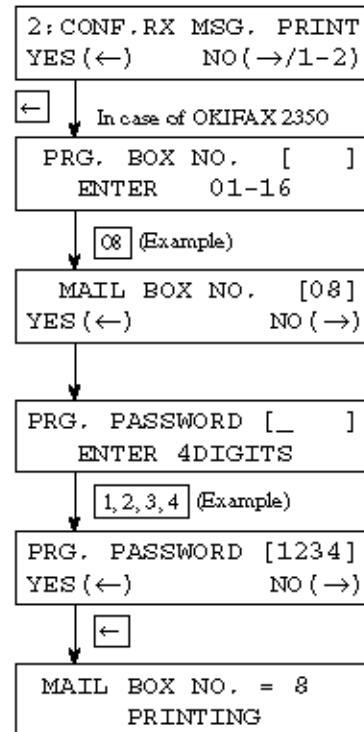 2:CONF.RX MSG. PRINT
YES(←) NO(→/1-2)
← In case of OKIFAX 2350
PRG. BOX NO. [ ]
ENTER 01-16
08 (Example)
MAIL BOX NO. [08]
YES(←) NO(→)
PRG. PASSWORD [_ ]
ENTER 4DIGITS
1, 2, 3, 4 (Example)
PRG. PASSWORD [1234]
YES(←) NO(→)
←
MAIL BOX NO. = 8
PRINTING